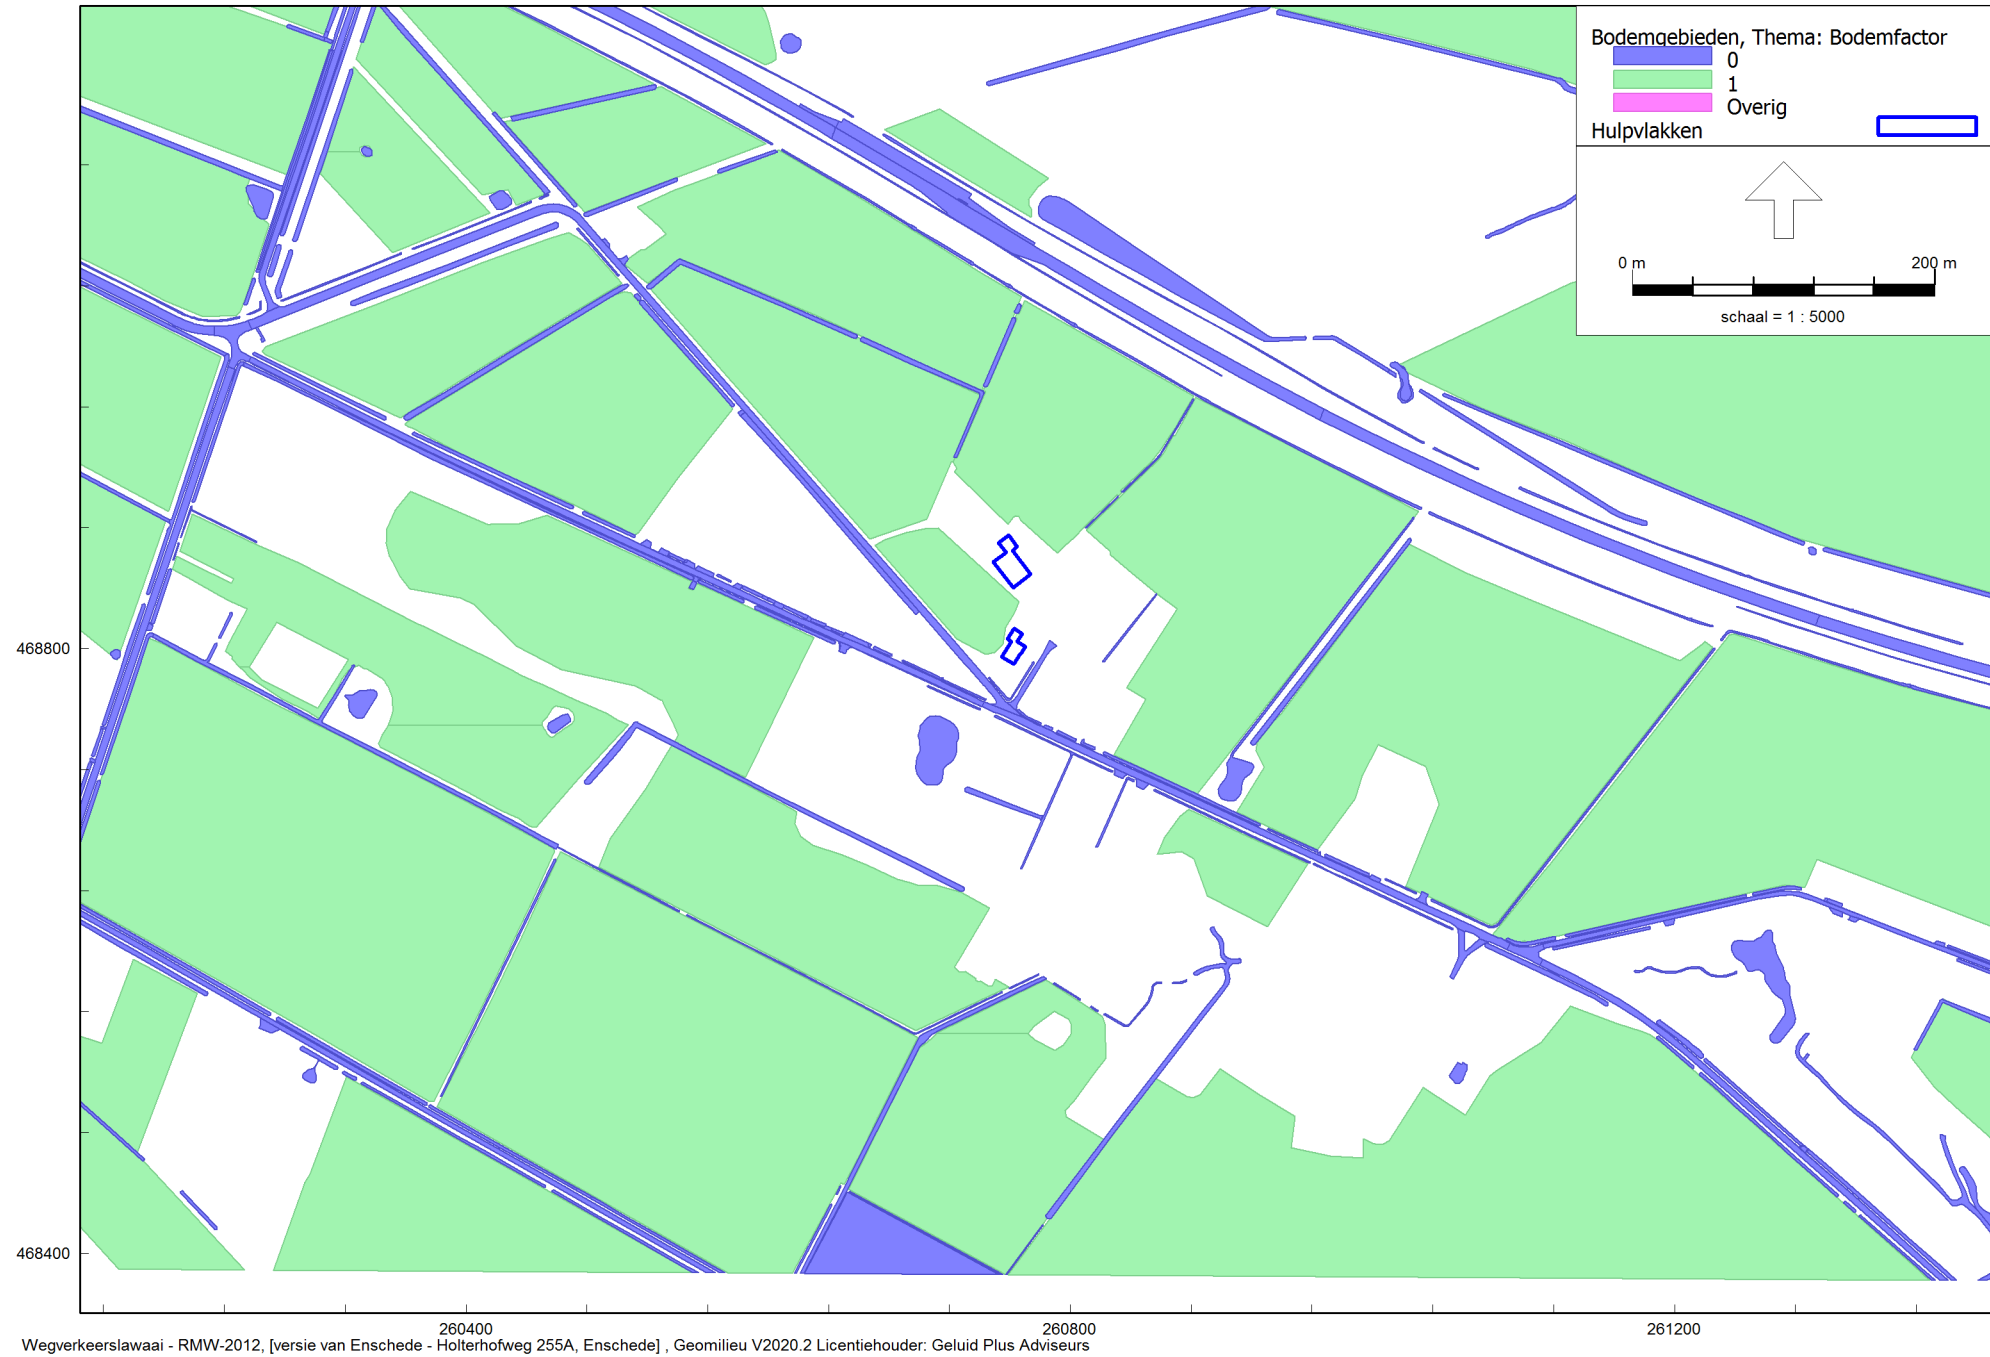 Bodemgebieden, Thema: Bodemfactor
0
1
Overig
Hulpvlakken
0 m
200 m
schaal = 1 : 5000
468800
468400
260400
260800
261200
Wegverkeerslawaai - RMW-2012, [versie van Enschede - Holterhofweg 255A, Enschede] , Geomilieu V2020.2 Licentiehouder: Geluid Plus Adviseurs